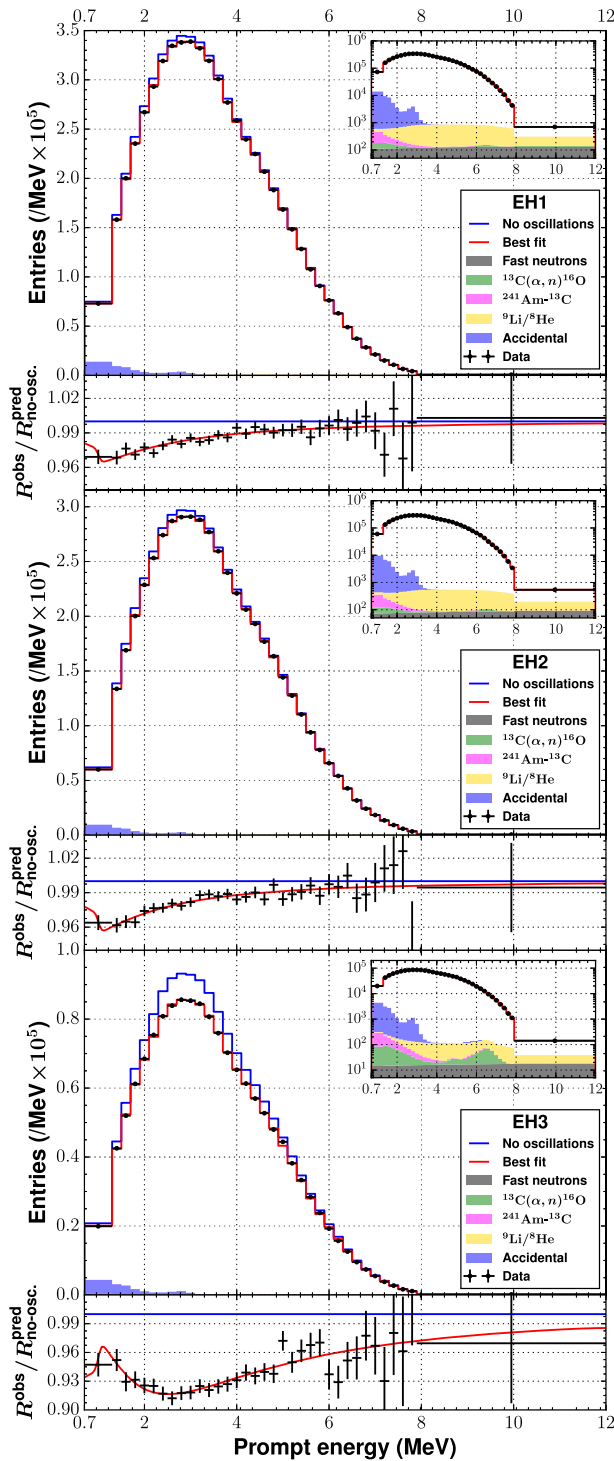 2 4 6 8 10 12
Entries (/MeV×10⁵)
3.5
3.0
2.5
2.0
1.5
1.0
0.5
0.0
10⁶
10⁵
10⁴
10³
10²
0.7 2 4 6 8 10 12
EH1
No oscillations
Best fit
Fast neutrons
¹³C(α, n)¹⁶O
²⁴¹Am-¹³C
⁹Li/⁸He
Accidental
Data
R^obs/R^pred_no-osc.
1.02
0.99
0.96
Entries (/MeV×10⁵)
3.0
2.5
2.0
1.5
1.0
0.5
0.0
10⁶
10⁵
10⁴
10³
10²
0.7 2 4 6 8 10 12
EH2
No oscillations
Best fit
Fast neutrons
¹³C(α, n)¹⁶O
²⁴¹Am-¹³C
⁹Li/⁸He
Accidental
Data
R^obs/R^pred_no-osc.
1.02
0.99
0.96
1.0
Entries (/MeV×10⁵)
0.8
0.6
0.4
0.2
0.0
10⁵
10⁴
10³
10²
10¹
0.7 2 4 6 8 10 12
EH3
No oscillations
Best fit
Fast neutrons
¹³C(α, n)¹⁶O
²⁴¹Am-¹³C
⁹Li/⁸He
Accidental
Data
R^obs/R^pred_no-osc.
0.99
0.96
0.93
0.90
0.7 2 4 6 8 10 12
Prompt energy (MeV)